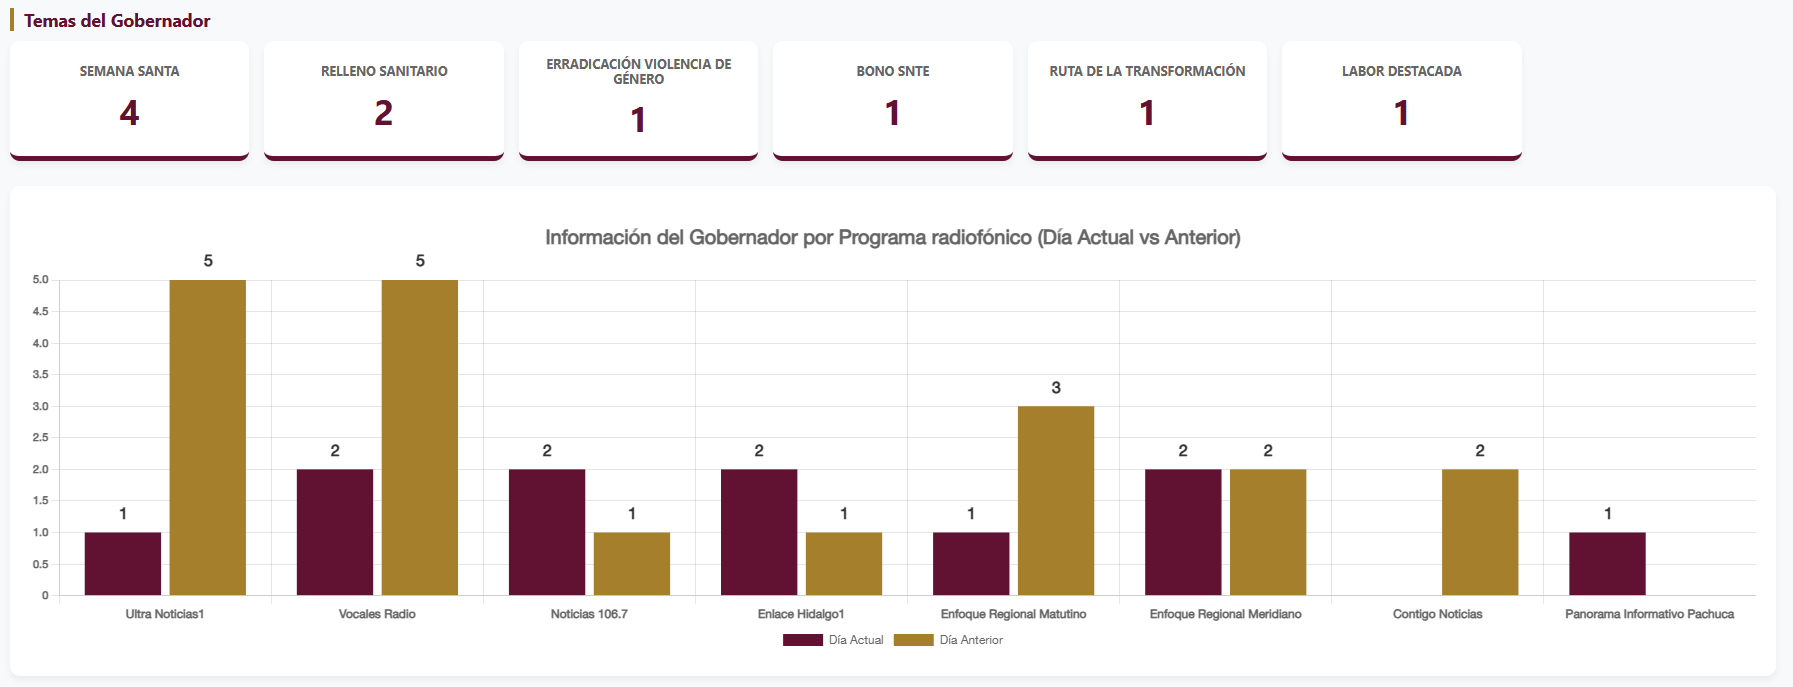 Temas del Gobernador
SEMANA SANTA
4
RELLENO SANITARIO
2
ERRADICACIÓN VIOLENCIA DE
GÉNERO
1
BONO SNTE
1
RUTA DE LA TRANSFORMACIÓN
1
LABOR DESTACADA
1
Información del Gobernador por Programa radiofónico (Día Actual vs Anterior)
5.0
4.5
4.0
3.5
3.0
2.5
2.0
1.5
1.0
0.5
0
1
5
2
5
2
1
2
1
1
3
2
2
2
1
Ultra Noticias1
Vocales Radio
Noticias 106.7
Enlace Hidalgo1
Enfoque Regional Matutino
Enfoque Regional Meridiano
Contigo Noticias
Panorama Informativo Pachuca
Día Actual
Día Anterior